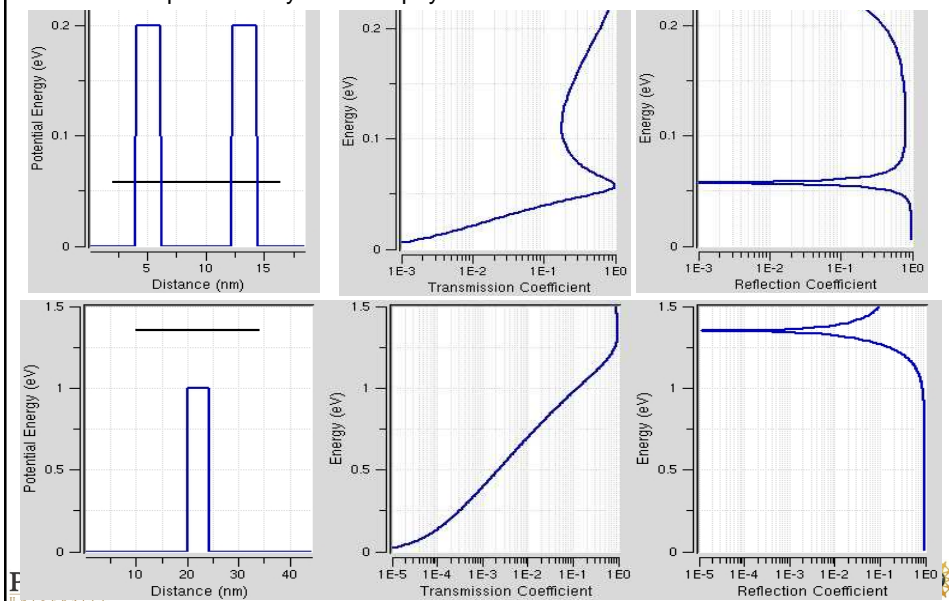 0.2
0.1
0
Potential Energy (eV)
5 10 15
Distance (nm)
0.2
0.1
0
Energy (eV)
1E-3 1E-2 1E-1 1E0
Transmission Coefficient
0.2
0.1
0
Energy (eV)
1E-3 1E-2 1E-1 1E0
Reflection Coefficient
1.5
1
0.5
0
Potential Energy (eV)
10 20 30 40
Distance (nm)
1.5
1
0.5
0
Energy (eV)
1E-5 1E-4 1E-3 1E-2 1E-1 1E0
Transmission Coefficient
1.5
1
0.5
0
Energy (eV)
1E-5 1E-4 1E-3 1E-2 1E-1 1E0
Reflection Coefficient